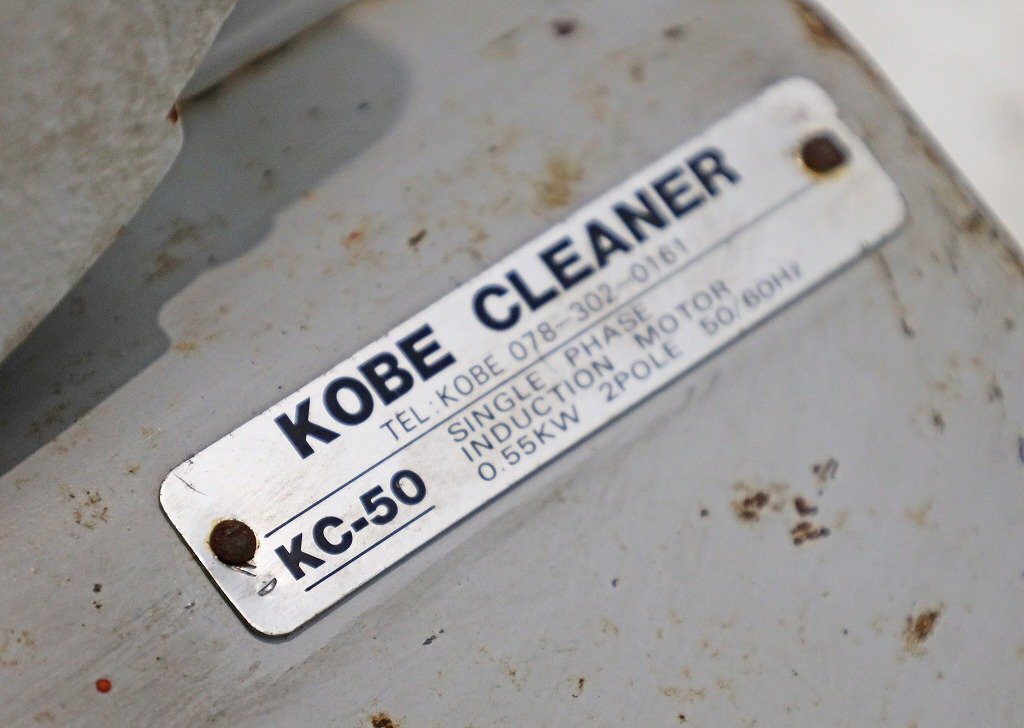 KOBE CLEANER
TEL:KOBE 078-302-0161
KC-50
SINGLE PHASE
INDUCTION MOTOR
0.55KW 2POLE 50/60Hz